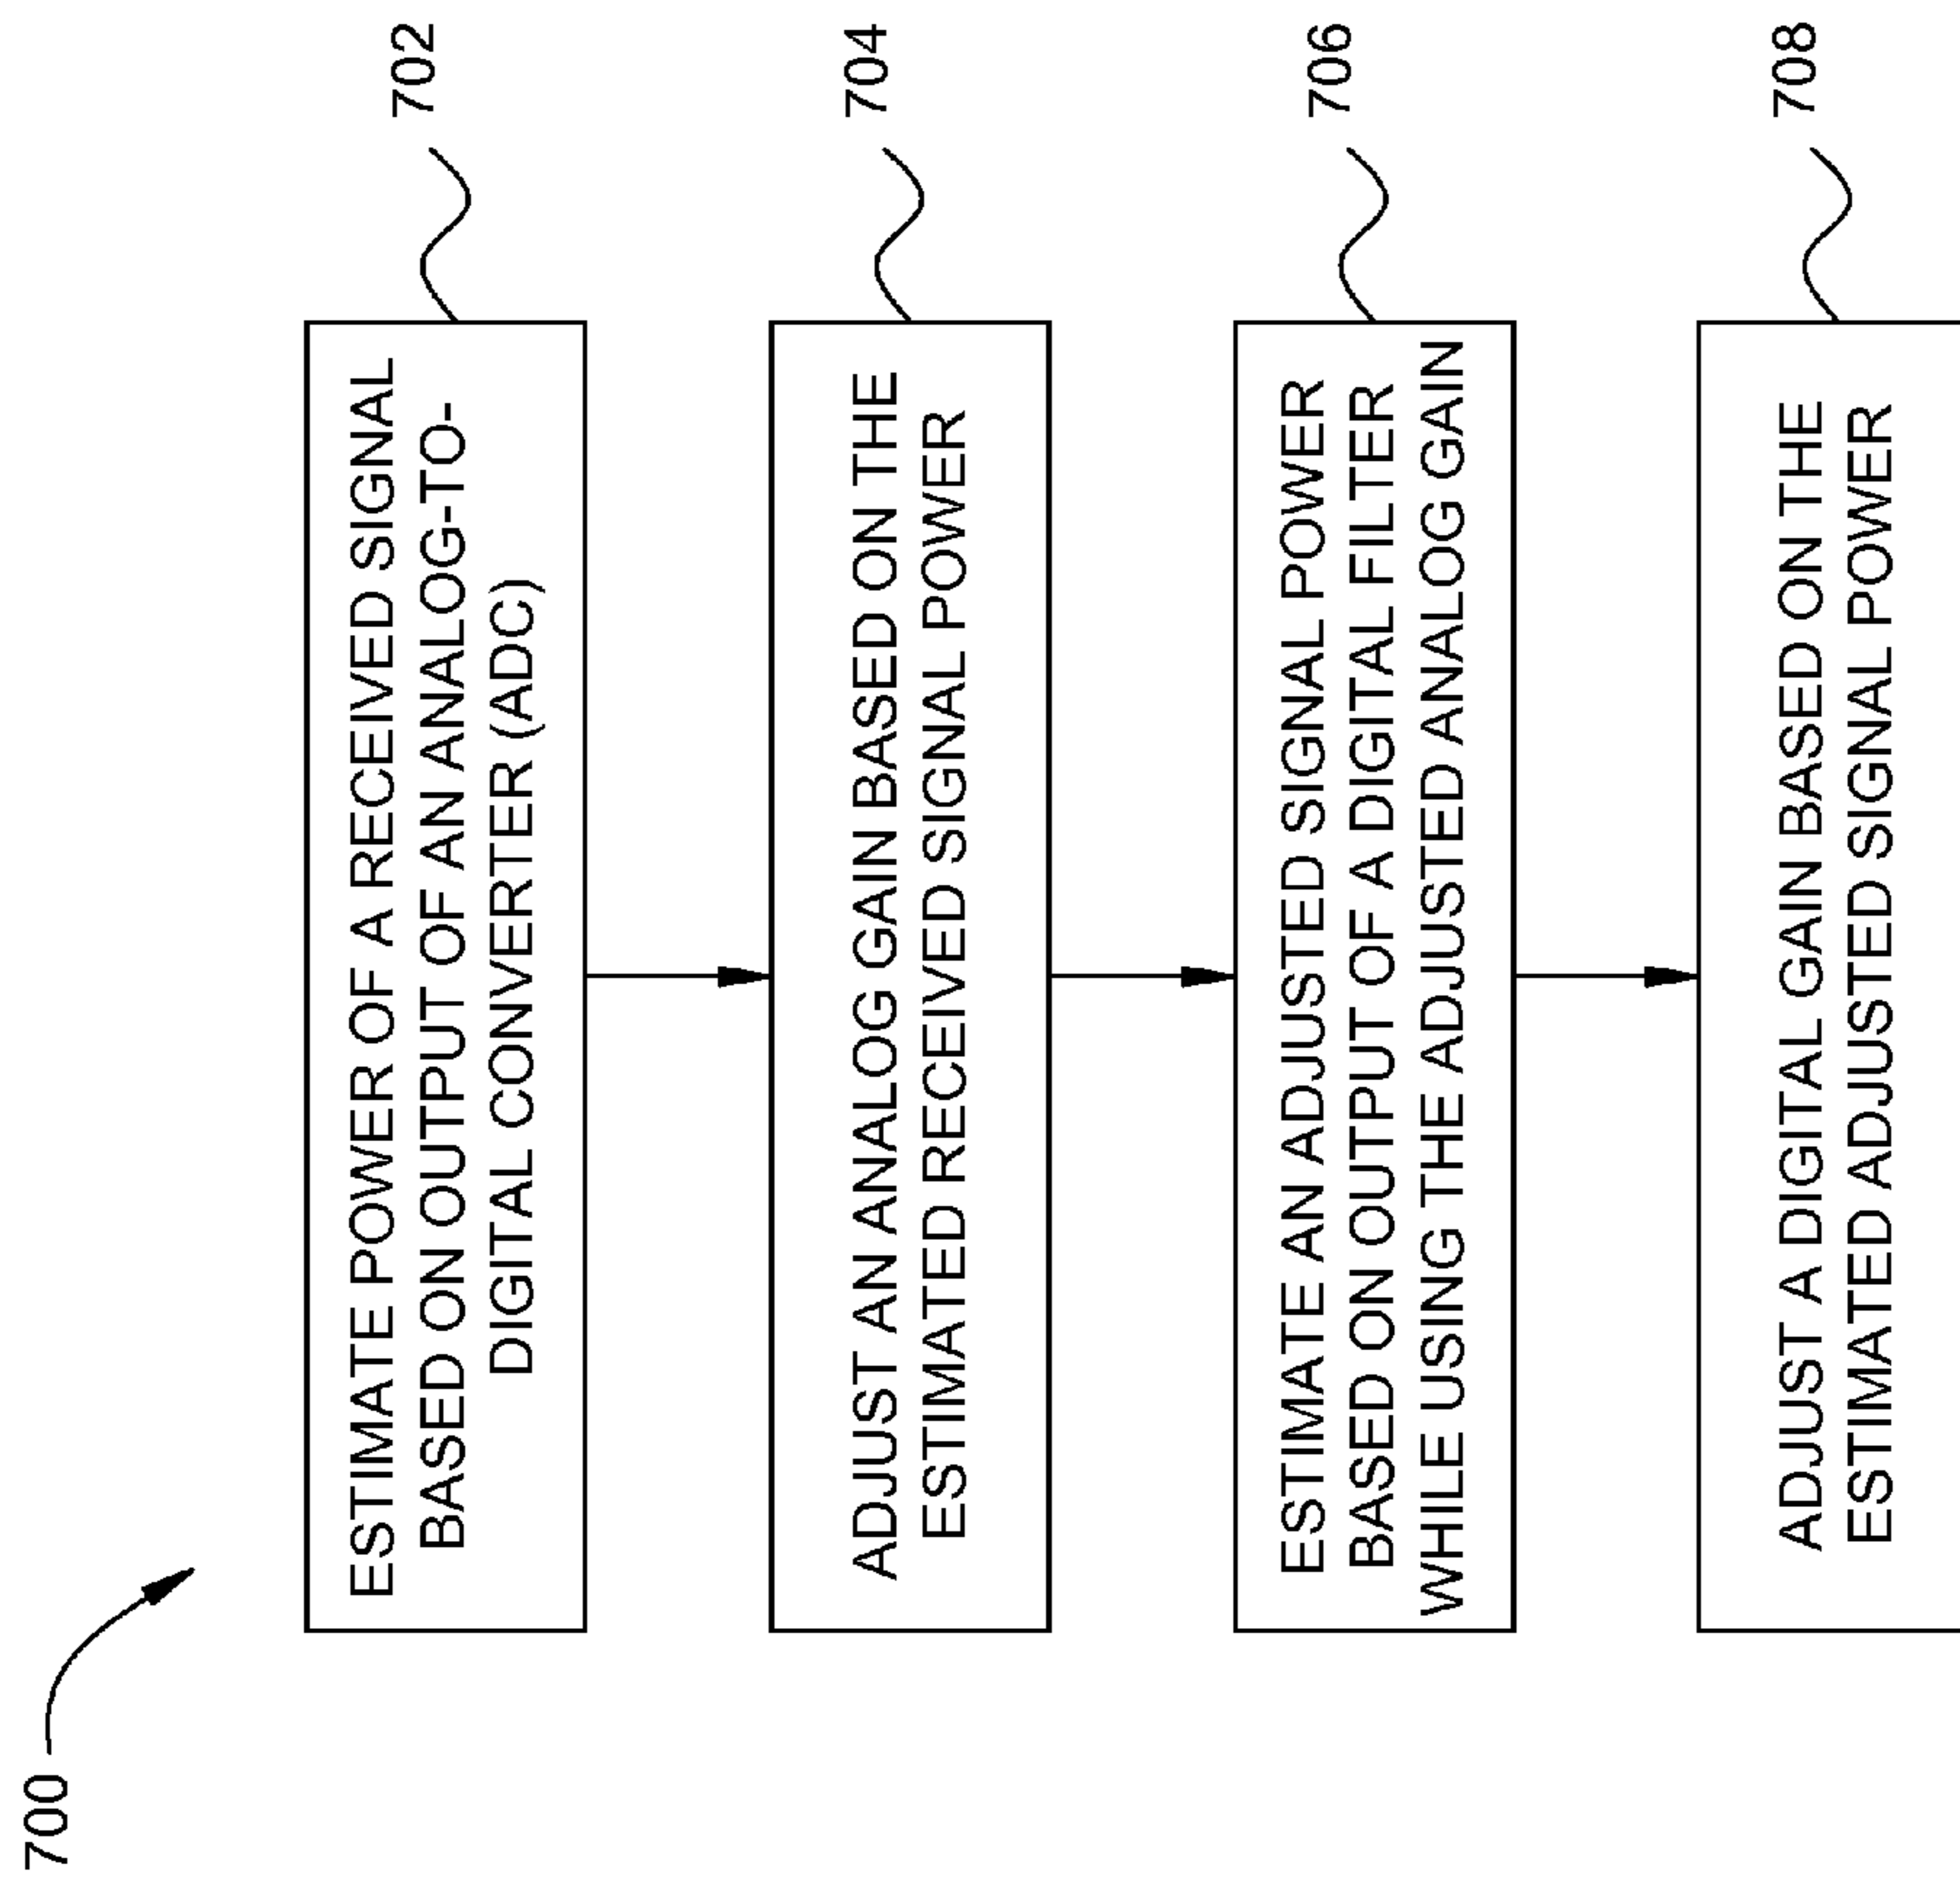 700
ESTIMATE POWER OF A RECEIVED SIGNAL
BASED ON OUTPUT OF AN ANALOG-TO-
DIGITAL CONVERTER (ADC)
702
ADJUST AN ANALOG GAIN BASED ON THE
ESTIMATED RECEIVED SIGNAL POWER
704
ESTIMATE AN ADJUSTED SIGNAL POWER
BASED ON OUTPUT OF A DIGITAL FILTER
WHILE USING THE ADJUSTED ANALOG GAIN
706
ADJUST A DIGITAL GAIN BASED ON THE
ESTIMATED ADJUSTED SIGNAL POWER
708